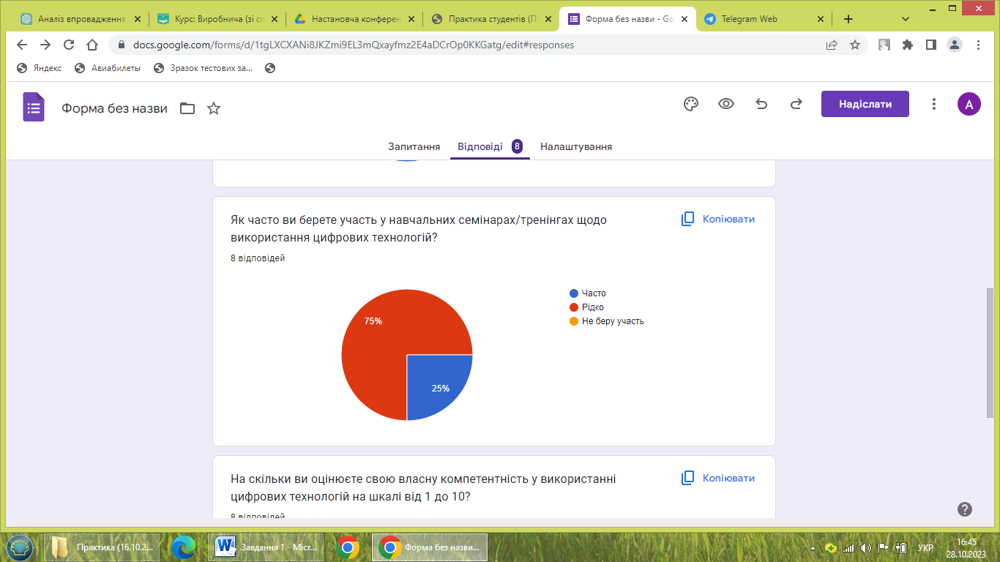 Аналіз впровадження
Курс: Виробнича (зі сп
Настановча конферен
Практика студентів (П
Форма без назви - Go
Telegram Web
docs.google.com/forms/d/1tgLXCXANi8JKZmi9EL3mQxayfmz2E4aDCrOp0KKGatg/edit#responses
Яндекс
Авиабилеты
Зразок тестових за...
Форма без назви
Надіслати
А
Запитання
Відповіді 8
Налаштування
Як часто ви берете участь у навчальних семінарах/тренінгах щодо
використання цифрових технологій?
Копіювати
8 відповідей
75%
25%
Часто
Рідко
Не беру участь
На скільки ви оцінюєте свою власну компетентність у використанні
цифрових технологій на шкалі від 1 до 10?
Копіювати
8 відповідей
Практика (16.10.2...
Завдання 1 - Micr...
Форма без назви...
УКР
16:45
28.10.2023